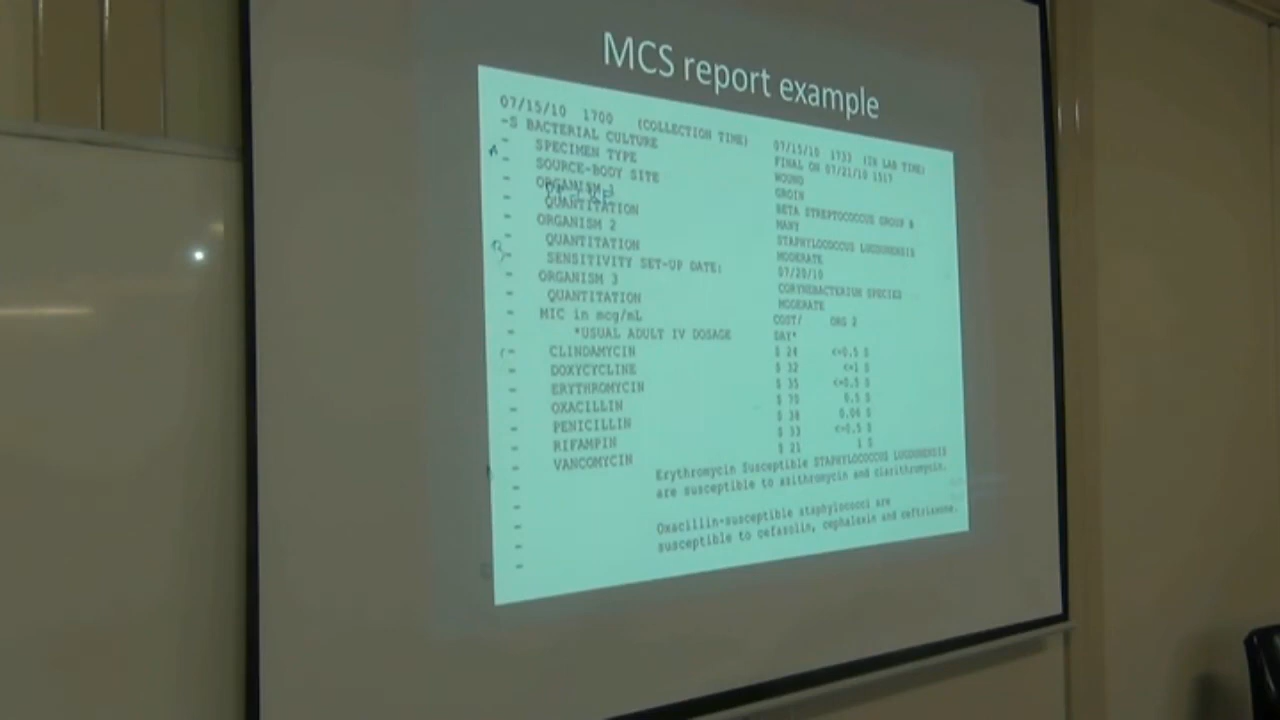 MCS report example
07/15/10 1700 (COLLECTION TIME) 07/15/10 1733 (IN LAB TIME)
-S BACTERIAL CULTURE FINAL ON 07/21/10 1517
- SPECIMEN TYPE WOUND
- SOURCE-BODY SITE GROIN
- ORGANISM 1 BETA STREPTOCOCCUS GROUP B
- QUANTITATION MANY
- ORGANISM 2 STAPHYLOCOCCUS LUGDUNENSIS
- QUANTITATION MODERATE
- SENSITIVITY SET-UP DATE: 07/20/10
- ORGANISM 3 CORYNEBACTERIUM SPECIES
- QUANTITATION MODERATE
- MIC in mcg/mL COST/ ORG 2
- *USUAL ADULT IV DOSAGE DAY*
- CLINDAMYCIN $ 24 <=0.5 S
- DOXYCYCLINE $ 32 <=1 S
- ERYTHROMYCIN $ 35 <=0.5 S
- OXACILLIN $ 70 0.5 S
- PENICILLIN $ 38 0.06 S
- RIFAMPIN $ 33 <=0.5 S
- VANCOMYCIN $ 21 1 S
- Erythromycin Susceptible STAPHYLOCOCCUS LUGDUNENSIS
- are susceptible to azithromycin and clarithromycin.
- Oxacillin-susceptible staphylococci are
- susceptible to cefazolin, cephalexin and ceftriaxone.